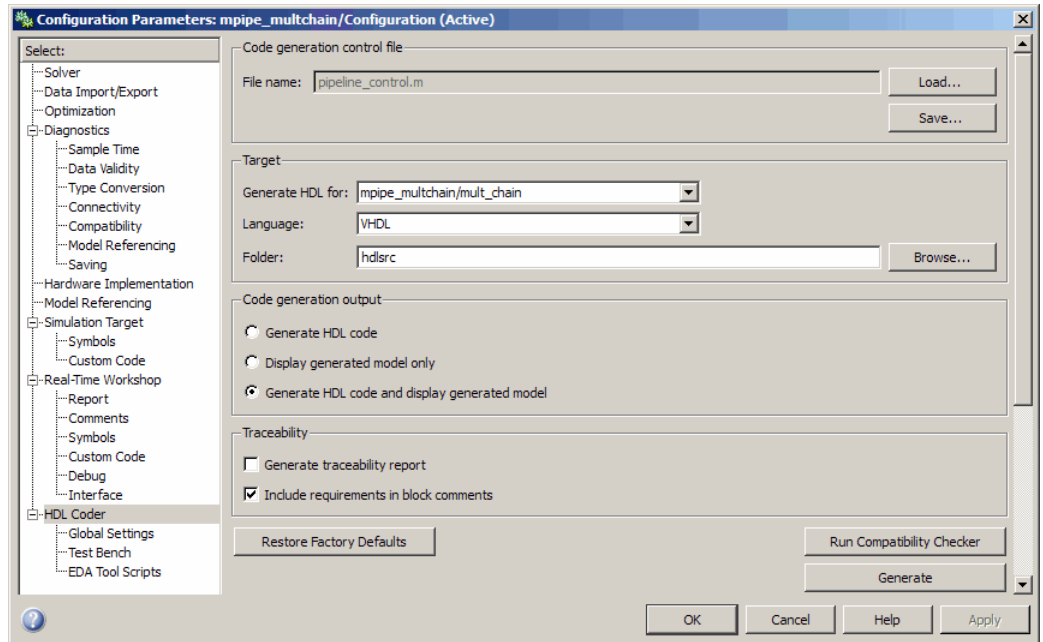 Configuration Parameters: mpipe_multchain/Configuration (Active)
Select:
Solver
Data Import/Export
Optimization
Diagnostics
Sample Time
Data Validity
Type Conversion
Connectivity
Compatibility
Model Referencing
Saving
Hardware Implementation
Model Referencing
Simulation Target
Symbols
Custom Code
Real-Time Workshop
Report
Comments
Symbols
Custom Code
Debug
Interface
HDL Coder
Global Settings
Test Bench
EDA Tool Scripts
Code generation control file
File name: pipeline_control.m Load...
Save...
Target
Generate HDL for: mpipe_multchain/mult_chain
Language: VHDL
Folder: hdlsrc Browse...
Code generation output
Generate HDL code
Display generated model only
Generate HDL code and display generated model
Traceability
Generate traceability report
Include requirements in block comments
Restore Factory Defaults Run Compatibility Checker
Generate
OK Cancel Help Apply